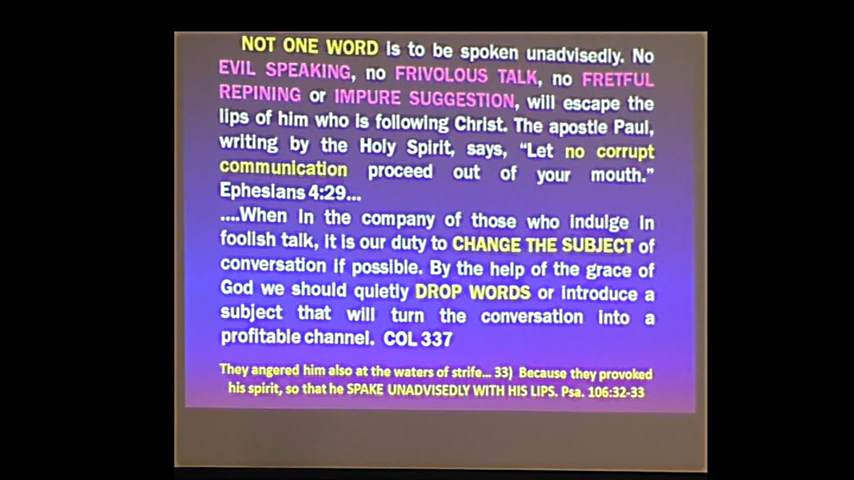 NOT ONE WORD is to be spoken unadvisedly. No
EVIL SPEAKING, no FRIVOLOUS TALK, no FRETFUL
REPINING or IMPURE SUGGESTION, will escape the
lips of him who is following Christ. The apostle Paul,
writing by the Holy Spirit, says, “Let no corrupt
communication proceed out of your mouth.”
Ephesians 4:29...
....When in the company of those who indulge in
foolish talk, it is our duty to CHANGE THE SUBJECT of
conversation if possible. By the help of the grace of
God we should quietly DROP WORDS or introduce a
subject that will turn the conversation into a
profitable channel. COL 337
They angered him also at the waters of strife... 33) Because they provoked
his spirit, so that he SPAKE UNADVISEDLY WITH HIS LIPS. Psa. 106:32-33